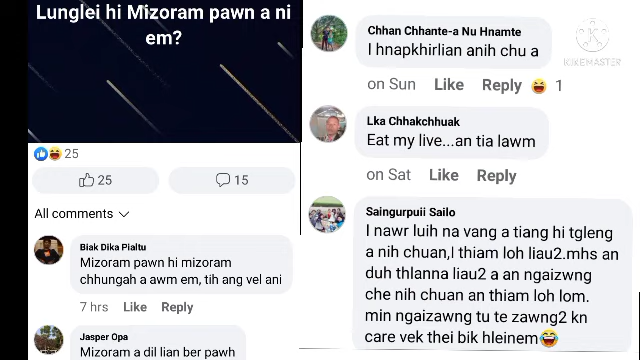 Lunglei hi Mizoram pawn a ni
em?
25
25
15
All comments
Biak Dika Pialtu
Mizoram pawn hi mizoram
chhungah a awm em, tih ang vel ani
7 hrs Like Reply
Jasper Opa
Mizoram a dil lian ber pawh
Chhan Chhante-a Nu Hnamte
I hnapkhirlian anih chu a
on Sun Like Reply 1
KINEMASTER
Lka Chhakchhuak
Eat my live...an tia lawm
on Sat Like Reply
Saingurpuii Sailo
I nawr luih na vang a tiang hi tgleng
a nih chuan,I thiam loh liau2.mhs an
duh thlanna liau2 a an ngaizwng
che nih chuan an thiam loh lom.
min ngaizawng tu te zawng2 kn
care vek thei bik hleinem